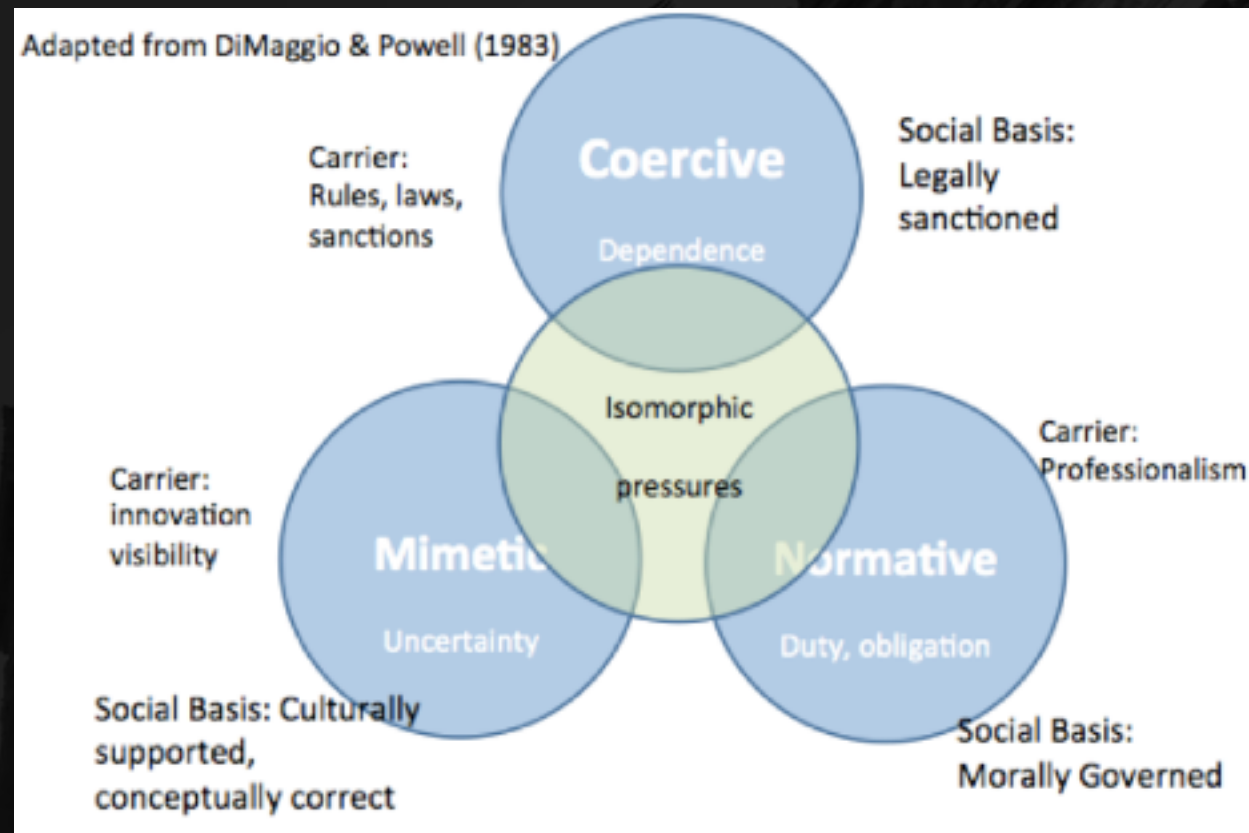 Adapted from DiMaggio & Powell (1983)
Carrier:
Rules, laws,
sanctions
Coercive
Dependence
Social Basis:
Legally
sanctioned
Isomorphic
pressures
Carrier:
innovation
visibility
Mimetic
Uncertainty
Social Basis: Culturally
supported,
conceptually correct
Carrier:
Professionalism
Normative
Duty, obligation
Social Basis:
Morally Governed